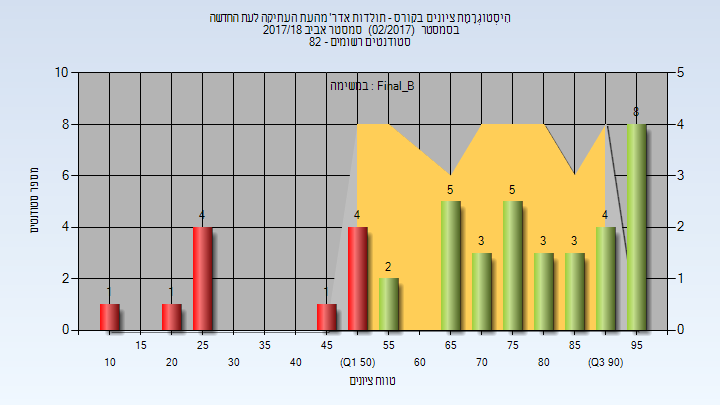 היסטוגרמת ציונים בקורס - תולדות אדר' מהעת העתיקה לעת החדשה
בסמסטר (02/2017) סמסטר אביב 2017/18
סטודנטים רשומים - 82
במשימה : Final_B
מספר סטודנטים
10 8 6 4 2 0
5 4 3 2 1 0
1 1 4 1 4 2 5 3 5 3 3 4 8
15 25 35 45 55 65 75 85 95
10 20 30 40 (Q1 50) 60 70 80 (Q3 90)
טווח ציונים